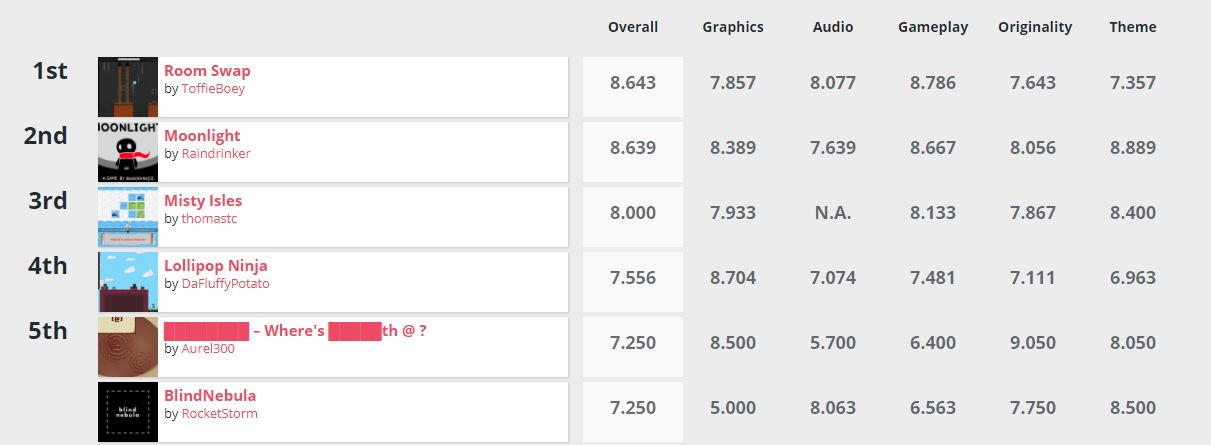 Overall Graphics Audio Gameplay Originality Theme
1st Room Swap 8.643 7.857 8.077 8.786 7.643 7.357
by ToffieBoey
2nd MOONLIGHT Moonlight 8.639 8.389 7.639 8.667 8.056 8.889
by Raindrinker
A GAME BY RAINDRINKER
3rd Misty Isles 8.000 7.933 N.A. 8.133 7.867 8.400
by thomastc
4th Lollipop Ninja 7.556 8.704 7.074 7.481 7.111 6.963
by DaFluffyPotato
5th ████████ – Where's █████th @ ? 7.250 8.500 5.700 6.400 9.050 8.050
by Aurel300
BlindNebula 7.250 5.000 8.063 6.563 7.750 8.500
by RocketStorm
blind
nebula